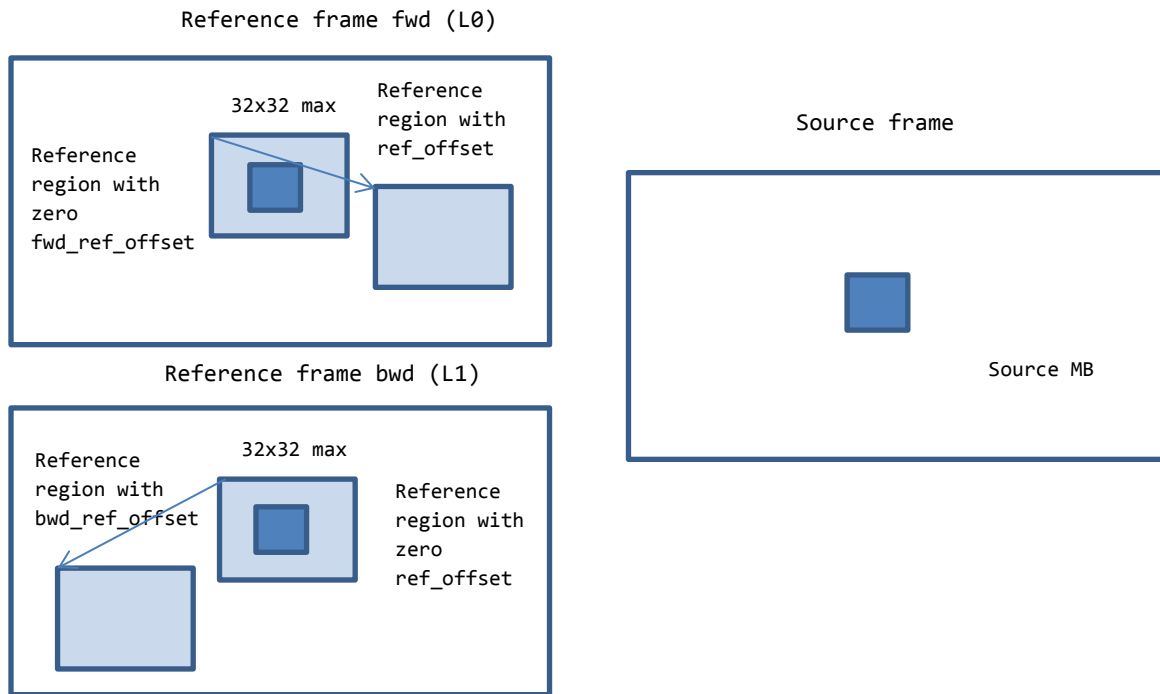 Reference frame fwd (L0)
32x32 max
Reference
region with
ref_offset
Reference
region with
zero
fwd_ref_offset
Source frame
Source MB
Reference frame bwd (L1)
32x32 max
Reference
region with
bwd_ref_offset
Reference
region with
zero
ref_offset